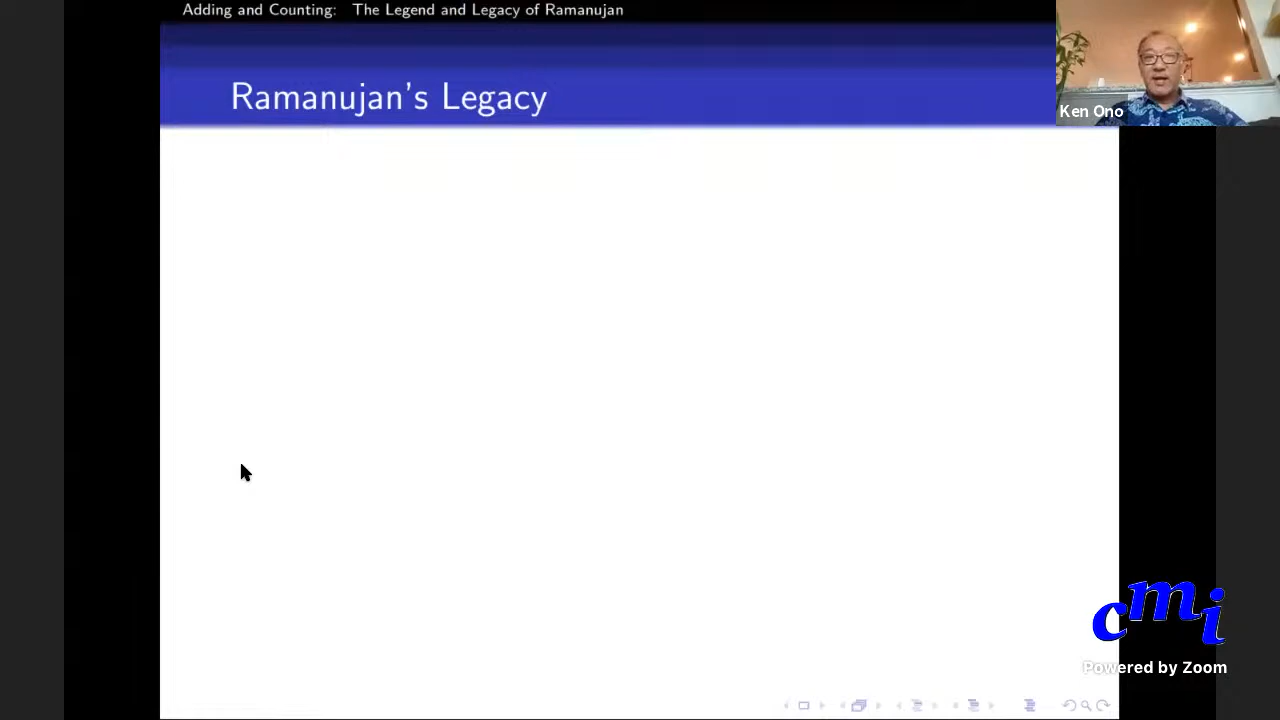 Adding and Counting: The Legend and Legacy of Ramanujan
Ramanujan's Legacy
Ken Ono
cmi
Powered by Zoom